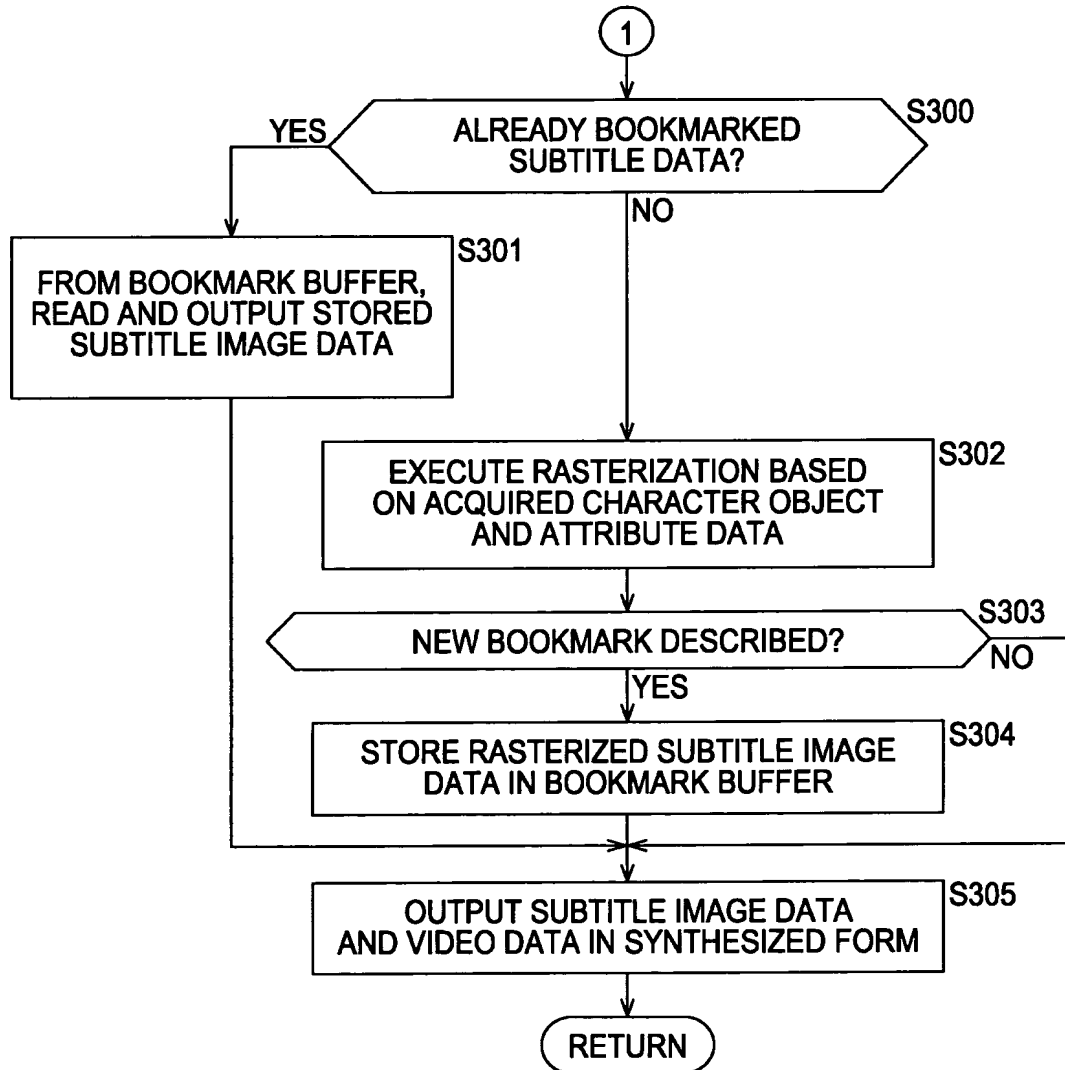 1
ALREADY BOOKMARKED
SUBTITLE DATA?
S300
YES
NO
FROM BOOKMARK BUFFER,
READ AND OUTPUT STORED
SUBTITLE IMAGE DATA
S301
EXECUTE RASTERIZATION BASED
ON ACQUIRED CHARACTER OBJECT
AND ATTRIBUTE DATA
S302
NEW BOOKMARK DESCRIBED?
S303
NO
YES
STORE RASTERIZED SUBTITLE IMAGE
DATA IN BOOKMARK BUFFER
S304
OUTPUT SUBTITLE IMAGE DATA
AND VIDEO DATA IN SYNTHESIZED FORM
S305
RETURN